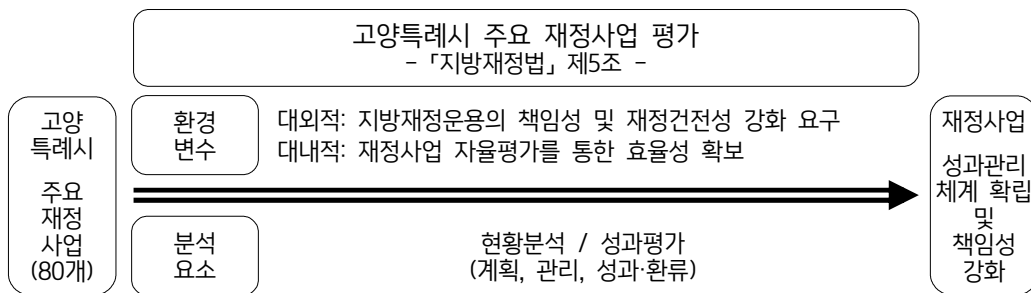 고양특례시 주요 재정사업 평가
- 「지방재정법」 제5조 -
고양
특례시
주요
재정
사업
(80개)
환경
변수
대외적: 지방재정운용의 책임성 및 재정건전성 강화 요구
대내적: 재정사업 자율평가를 통한 효율성 확보
분석
요소
현황분석 / 성과평가
(계획, 관리, 성과·환류)
재정사업
성과관리
체계 확립
및
책임성
강화